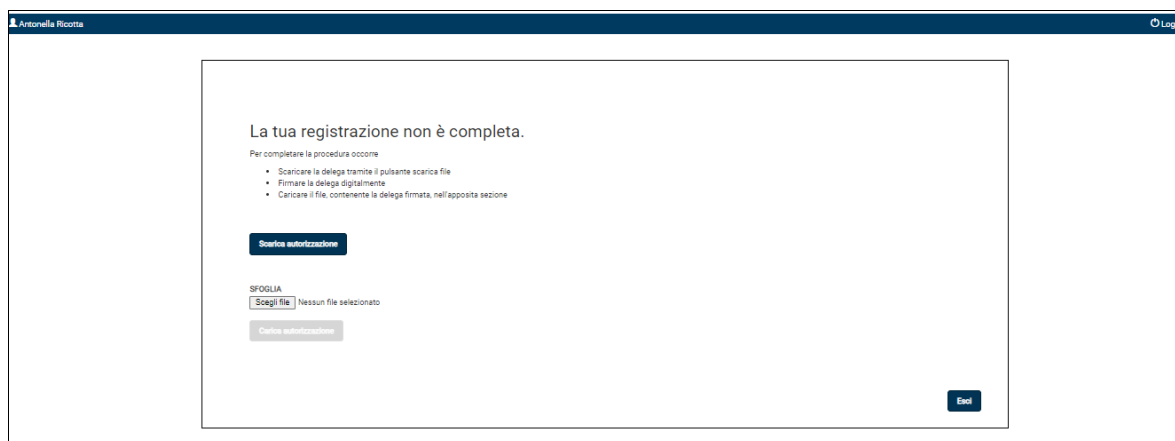 Antonella Ricotta
Log
La tua registrazione non è completa.
Per completare la procedura occorre
• Scaricare la delega tramite il pulsante scarica file
• Firmare la delega digitalmente
• Caricare il file, contenente la delega firmata, nell'apposita sezione
Scarica autorizzazione
SFOGLIA
Scegli file Nessun file selezionato
Carica autorizzazione
Esci